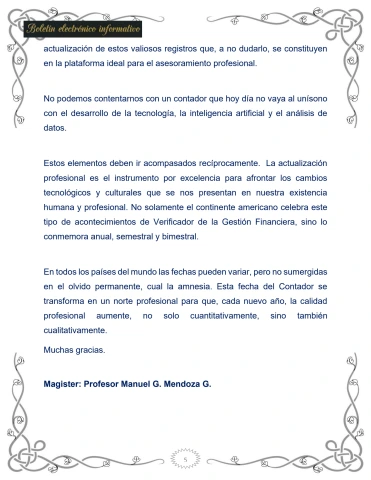 Boletín electrónico informativo
actualización de estos valiosos registros que, a no dudarlo, se constituyen
en la plataforma ideal para el asesoramiento profesional.
No podemos contentarnos con un contador que hoy día no vaya al unísono
con el desarrollo de la tecnología, la inteligencia artificial y el análisis de
datos.
Estos elementos deben ir acompasados recíprocamente. La actualización
profesional es el instrumento por excelencia para afrontar los cambios
tecnológicos y culturales que se nos presentan en nuestra existencia
humana y profesional. No solamente el continente americano celebra este
tipo de acontecimientos de Verificador de la Gestión Financiera, sino lo
conmemora anual, semestral y bimestral.
En todos los países del mundo las fechas pueden variar, pero no sumergidas
en el olvido permanente, cual la amnesia. Esta fecha del Contador se
transforma en un norte profesional para que, cada nuevo año, la calidad
profesional aumente, no solo cuantitativamente, sino también
cualitativamente.
Muchas gracias.
Magister: Profesor Manuel G. Mendoza G.
5